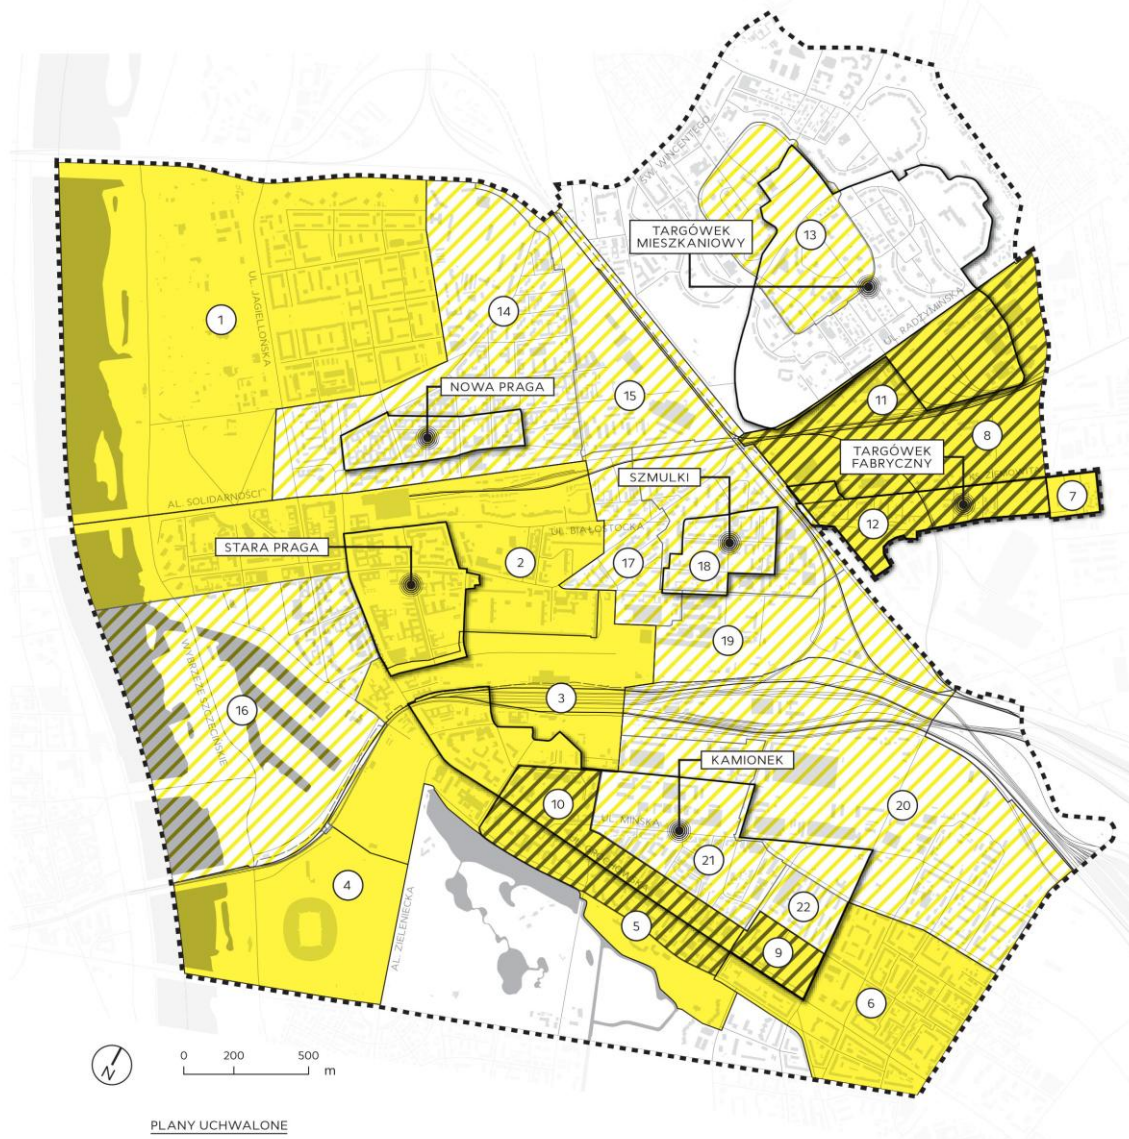 ŚW. WINCENTEGO
TARGÓWEK
MIESZKANIOWY
13
UL. RADZYMIŃSKA
1
UL. JAGIELLOŃSKA
14
NOWA PRAGA
15
11
8
TARGÓWEK
FABRYCZNY
7
12
AL. SOLIDARNOŚCI
SZMULKI
UL. BIAŁOSTOCKA
STARA PRAGA
2
17
18
19
WYBRZEŻE SZCZECIŃSKIE
16
3
KAMIONEK
10
UL. MIŃSKA
20
21
4
22
AL. ZIELENIECKA
5
9
6
N
0 200 500
m
PLANY UCHWALONE